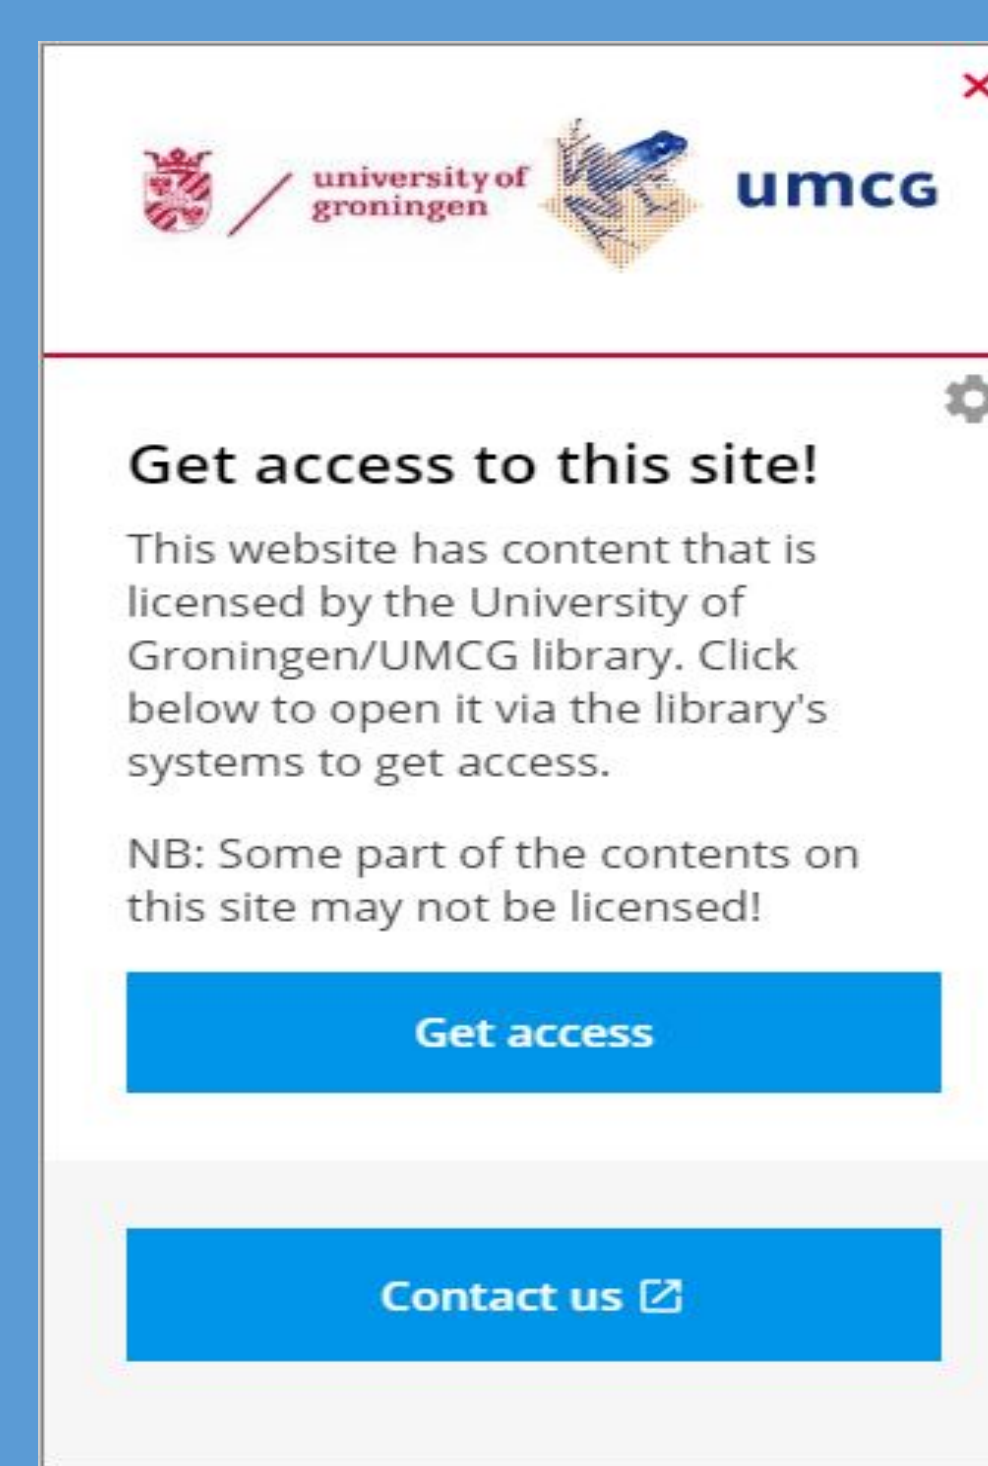 university of
groningen
umcg
Get access to this site!
This website has content that is
licensed by the University of
Groningen/UMCG library. Click
below to open it via the library's
systems to get access.
NB: Some part of the contents on
this site may not be licensed!
Get access
Contact us